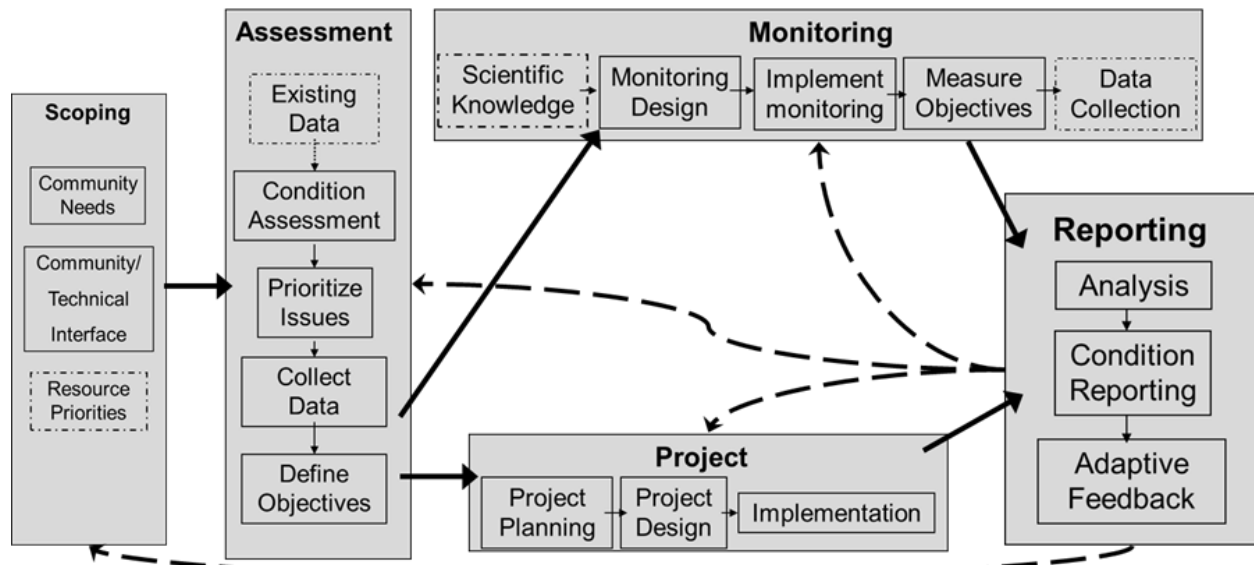 Scoping
Community
Needs
Community/
Technical
Interface
Resource
Priorities
Assessment
Existing
Data
Condition
Assessment
Prioritize
Issues
Collect
Data
Define
Objectives
Monitoring
Scientific
Knowledge
Monitoring
Design
Implement
monitoring
Measure
Objectives
Data
Collection
Project
Project
Planning
Project
Design
Implementation
Reporting
Analysis
Condition
Reporting
Adaptive
Feedback